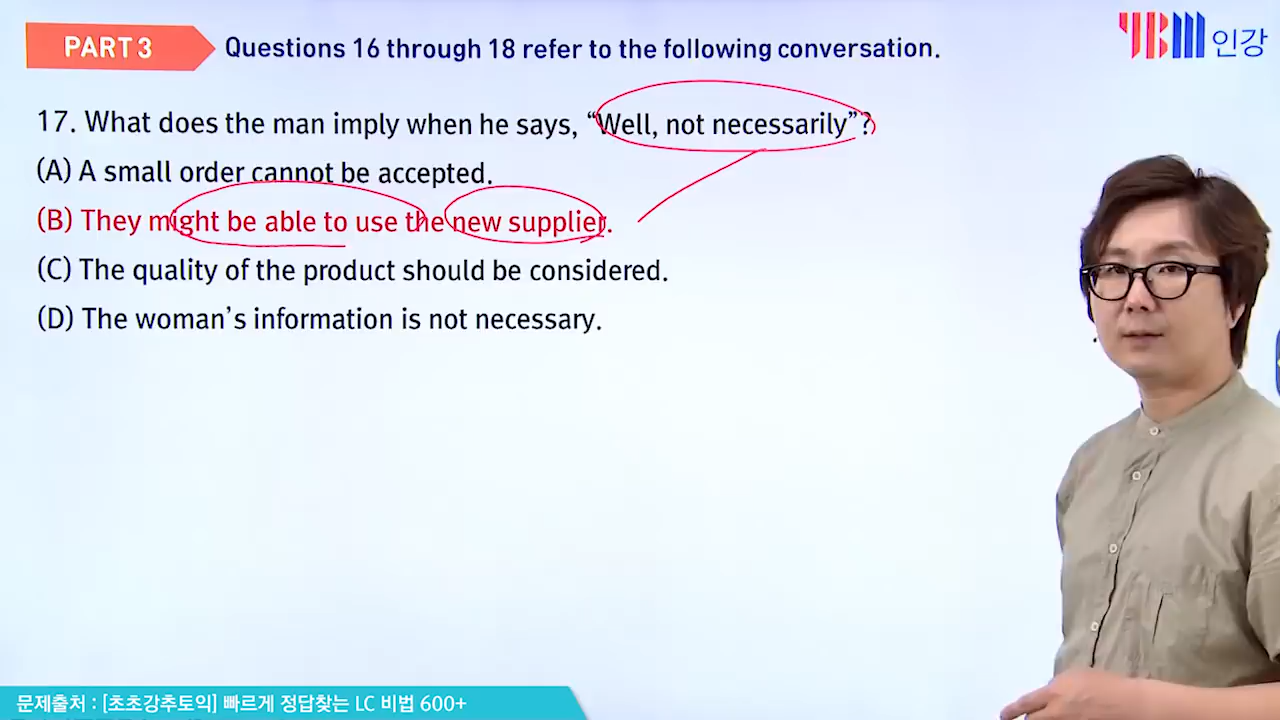 PART 3
Questions 16 through 18 refer to the following conversation.
YBM 인강
17. What does the man imply when he says, “Well, not necessarily”?
(A) A small order cannot be accepted.
(B) They might be able to use the new supplier.
(C) The quality of the product should be considered.
(D) The woman’s information is not necessary.
문제출처 : [초초강추토익] 빠르게 정답찾는 LC 비법 600+